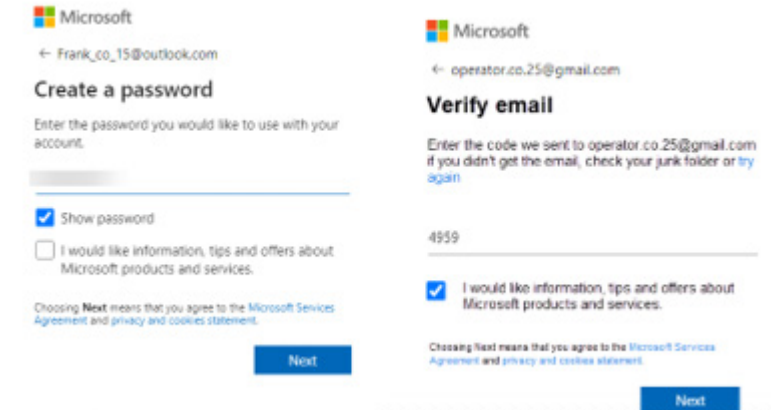 Microsoft
← Frank_co_15@outlook.com
Create a password
Enter the password you would like to use with your
account.
Show password
I would like information, tips and offers about
Microsoft products and services.
Choosing Next means that you agree to the Microsoft Services
Agreement and privacy and cookies statement.
Next
Microsoft
← operator.co.25@gmail.com
Verify email
Enter the code we sent to operator.co.25@gmail.com
if you didn't get the email, check your junk folder or try
again
4959
I would like information, tips and offers about
Microsoft products and services.
Choosing Next means that you agree to the Microsoft Services
Agreement and privacy and cookies statement.
Next